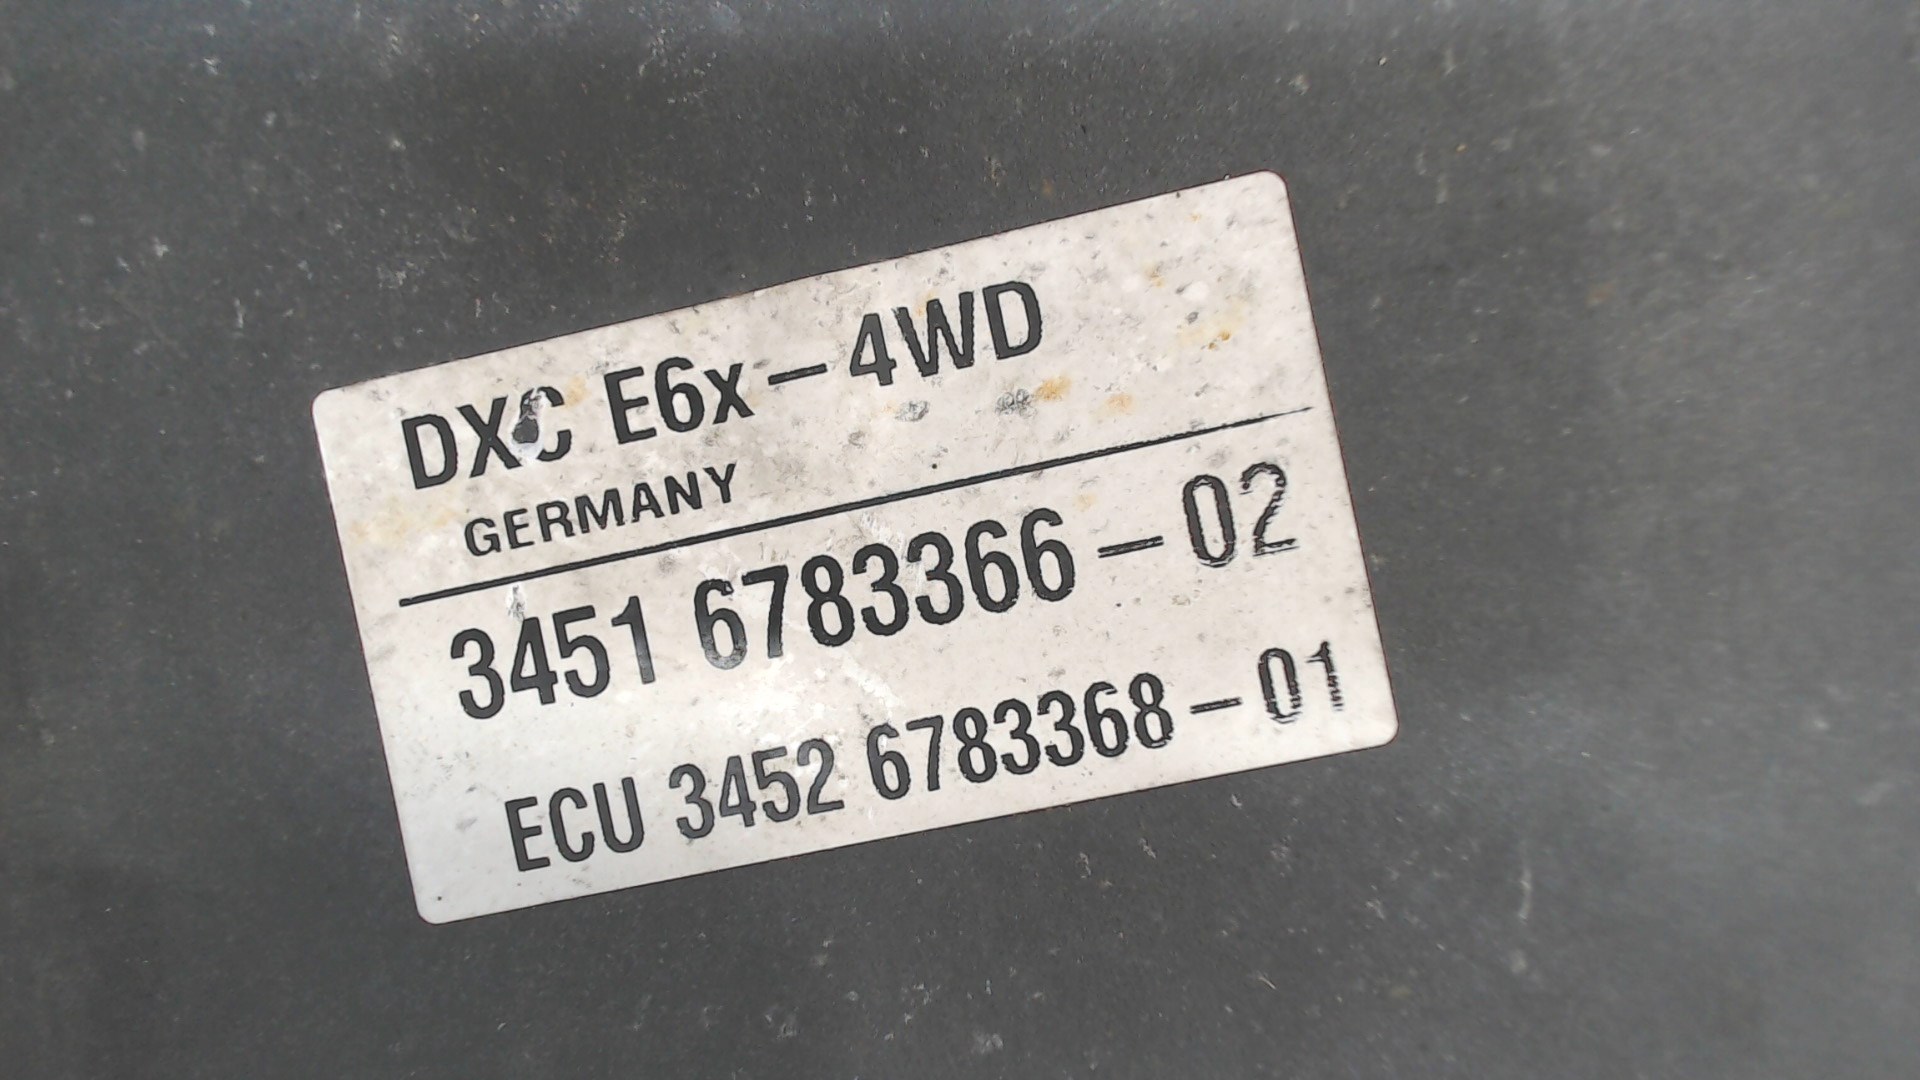 DXC E6x-4WD
GERMANY
3451 6783366-02
ECU 3452 6783368-01